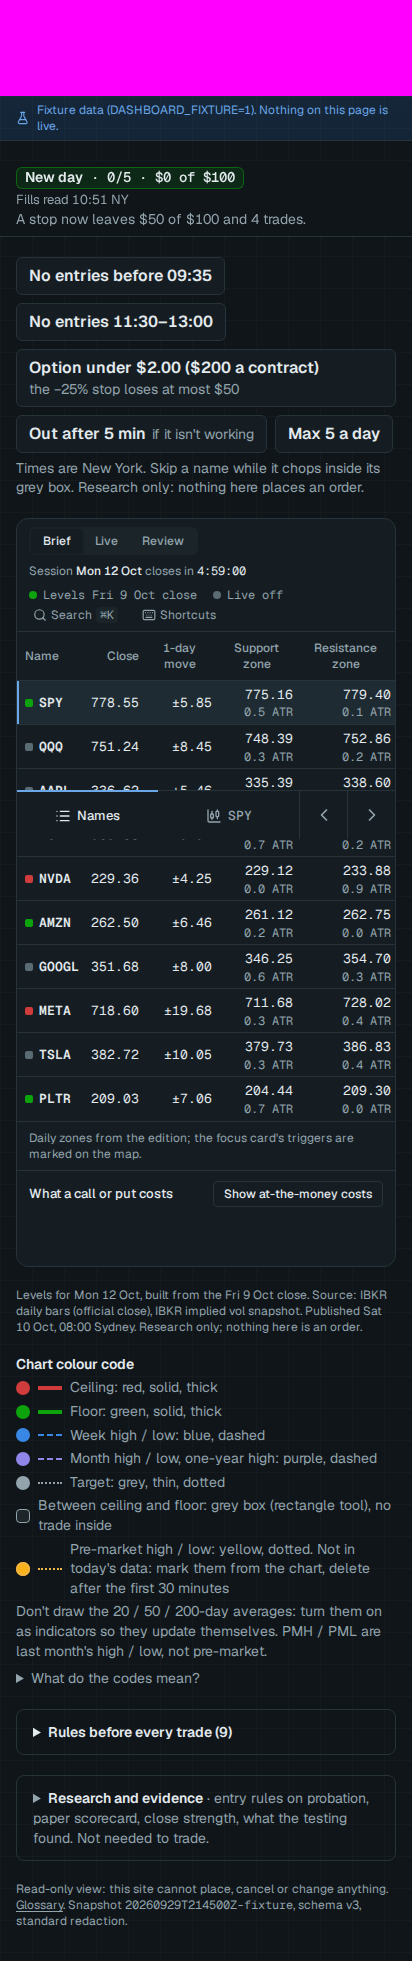 Fixture data (DASHBOARD_FIXTURE=1). Nothing on this page is
live.
New day · 0/5 · $0 of $100
Fills read 10:51 NY
A stop now leaves $50 of $100 and 4 trades.
No entries before 09:35
No entries 11:30–13:00
Option under $2.00 ($200 a contract)
the −25% stop loses at most $50
Out after 5 min if it isn't working
Max 5 a day
Times are New York. Skip a name while it chops inside its
grey box. Research only: nothing here places an order.
Brief Live Review
Session Mon 12 Oct closes in 4:59:00
Levels Fri 9 Oct close Live off
Search ⌘K Shortcuts
Name Close 1-day move Support zone Resistance zone
SPY 778.55 ±5.85 775.16 779.40
0.5 ATR 0.1 ATR
QQQ 751.24 ±8.45 748.39 752.86
0.3 ATR 0.2 ATR
335.39 338.60
Names SPY
0.7 ATR 0.2 ATR
NVDA 229.36 ±4.25 229.12 233.88
0.0 ATR 0.9 ATR
AMZN 262.50 ±6.46 261.12 262.75
0.2 ATR 0.0 ATR
GOOGL 351.68 ±8.00 346.25 354.70
0.6 ATR 0.3 ATR
META 718.60 ±19.68 711.68 728.02
0.3 ATR 0.4 ATR
TSLA 382.72 ±10.05 379.73 386.83
0.3 ATR 0.4 ATR
PLTR 209.03 ±7.06 204.44 209.30
0.7 ATR 0.0 ATR
Daily zones from the edition; the focus card's triggers are
marked on the map.
What a call or put costs Show at-the-money costs
Levels for Mon 12 Oct, built from the Fri 9 Oct close. Source: IBKR
daily bars (official close), IBKR implied vol snapshot. Published Sat
10 Oct, 08:00 Sydney. Research only; nothing here is an order.
Chart colour code
Ceiling: red, solid, thick
Floor: green, solid, thick
Week high / low: blue, dashed
Month high / low, one-year high: purple, dashed
Target: grey, thin, dotted
Between ceiling and floor: grey box (rectangle tool), no
trade inside
Pre-market high / low: yellow, dotted. Not in
today's data: mark them from the chart, delete
after the first 30 minutes
Don't draw the 20 / 50 / 200-day averages: turn them on
as indicators so they update themselves. PMH / PML are
last month's high / low, not pre-market.
What do the codes mean?
Rules before every trade (9)
Research and evidence · entry rules on probation,
paper scorecard, close strength, what the testing
found. Not needed to trade.
Read-only view: this site cannot place, cancel or change anything.
Glossary. Snapshot 20260929T214500Z-fixture, schema v3,
standard redaction.